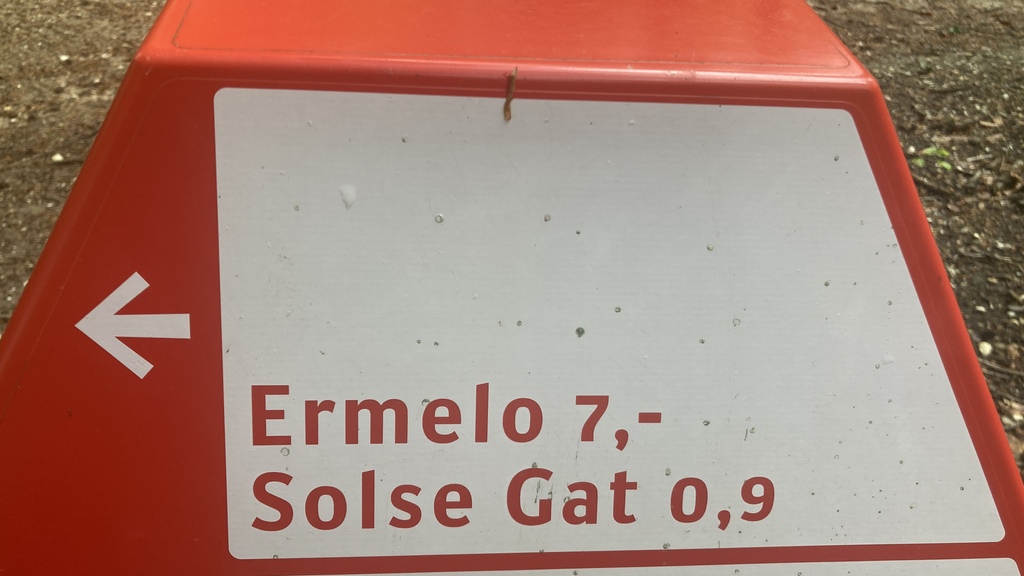 Ermelo 7,-
Solse Gat 0,9